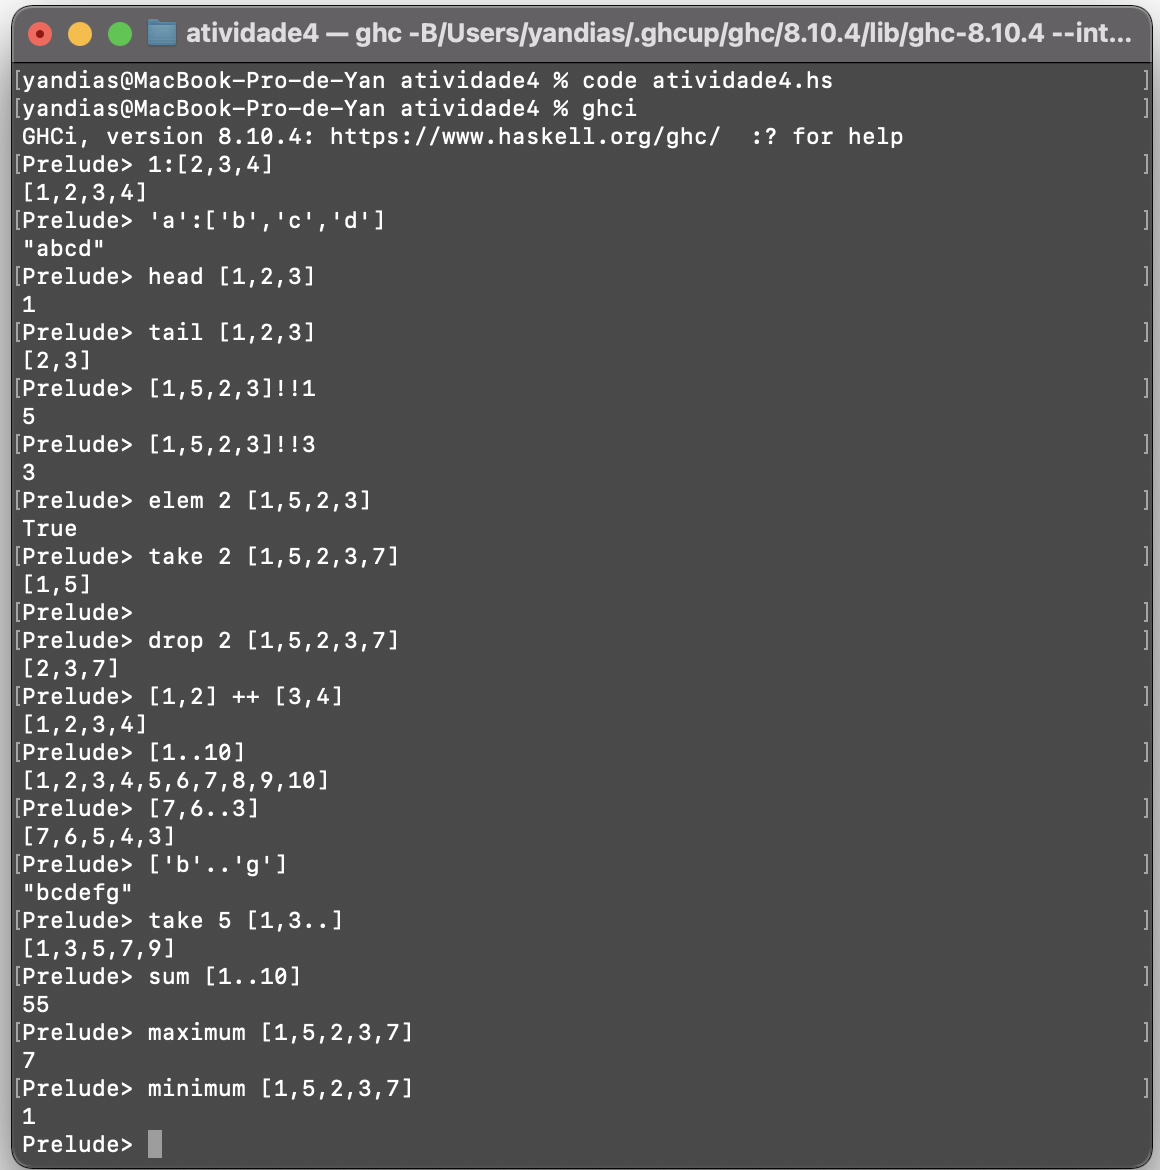 atividade4 — ghc -B/Users/yandias/.ghcup/ghc/8.10.4/lib/ghc-8.10.4 --int...
[yandias@MacBook-Pro-de-Yan atividade4 % code atividade4.hs ]
[yandias@MacBook-Pro-de-Yan atividade4 % ghci ]
GHCi, version 8.10.4: https://www.haskell.org/ghc/  :? for help
[Prelude> 1:[2,3,4] ]
[1,2,3,4]
[Prelude> 'a':['b','c','d'] ]
"abcd"
[Prelude> head [1,2,3] ]
1
[Prelude> tail [1,2,3] ]
[2,3]
[Prelude> [1,5,2,3]!!1 ]
5
[Prelude> [1,5,2,3]!!3 ]
3
[Prelude> elem 2 [1,5,2,3] ]
True
[Prelude> take 2 [1,5,2,3,7] ]
[1,5]
[Prelude> ]
[Prelude> drop 2 [1,5,2,3,7] ]
[2,3,7]
[Prelude> [1,2] ++ [3,4] ]
[1,2,3,4]
[Prelude> [1..10] ]
[1,2,3,4,5,6,7,8,9,10]
[Prelude> [7,6..3] ]
[7,6,5,4,3]
[Prelude> ['b'..'g'] ]
"bcdefg"
[Prelude> take 5 [1,3..] ]
[1,3,5,7,9]
[Prelude> sum [1..10] ]
55
[Prelude> maximum [1,5,2,3,7] ]
7
[Prelude> minimum [1,5,2,3,7] ]
1
Prelude>